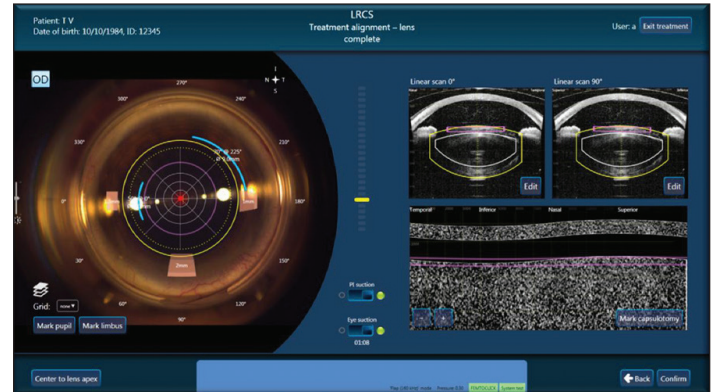 Patient: T V
Date of birth: 10/10/1984, ID: 12345
LRCS
Treatment alignment – lens
complete
User: a
Exit treatment
OD
I
N
T
S
270°
300°
240°
330°
210°
0°
30°
150°
60°
120°
90°
2mm
Grid:
none
Mark pupil
Mark limbus
PI suction
Eye suction
01:08
Linear scan 0°
Linear scan 90°
Edit
Edit
Temporal
Inferior
Nasal
Superior
Mark capsulotomy
Center to lens apex
Back
Confirm